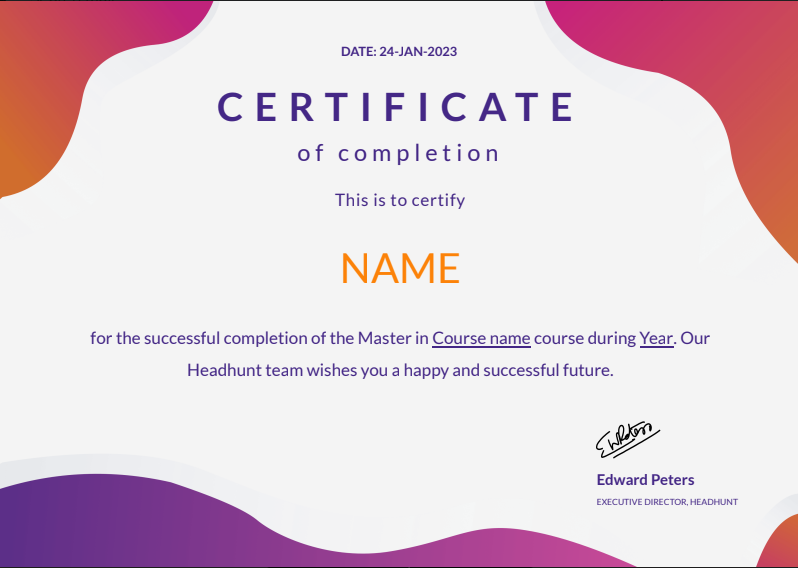 DATE: 24-JAN-2023
CERTIFICATE
of completion
This is to certify
NAME
for the successful completion of the Master in Course name course during Year. Our
Headhunt team wishes you a happy and successful future.
Edward Peters
EXECUTIVE DIRECTOR, HEADHUNT